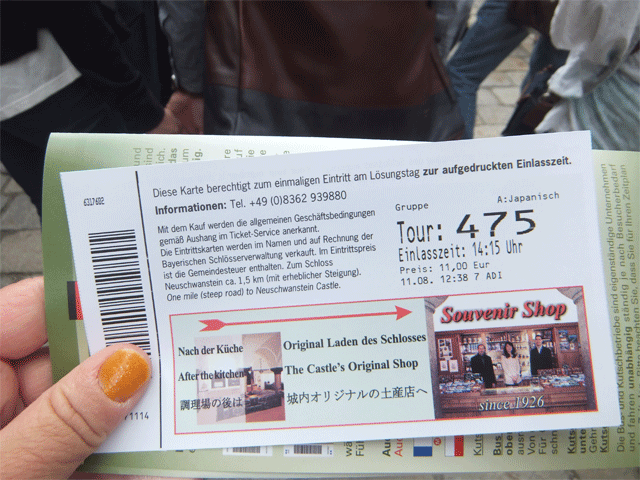 6317602
Diese Karte berechtigt zum einmaligen Eintritt am Lösungstag zur aufgedruckten Einlasszeit.
Informationen: Tel. +49 (0)8362 939880
Mit dem Kauf werden die allgemeinen Geschäftsbedingungen
gemäß Aushang im Ticket-Service anerkannt.
Die Eintrittskarten werden im Namen und auf Rechnung der
Bayerischen Schlösserverwaltung verkauft. Im Eintrittspreis
ist die Gemeindesteuer enthalten. Zum Schloss
Neuschwanstein ca. 1,5 km (mit erheblicher Steigung).
One mile (steep road) to Neuschwanstein Castle.
Gruppe A:Japanisch
Tour: 475
Einlasszeit: 14:15 Uhr
Preis: 11,00 Eur
11.08. 12:38 7 ADI
Nach der Küche
After the kitchen
調理場の後は
Original Laden des Schlosses
The Castle's Original Shop
城内オリジナルの土産店へ
Souvenir Shop
since 1926
71114